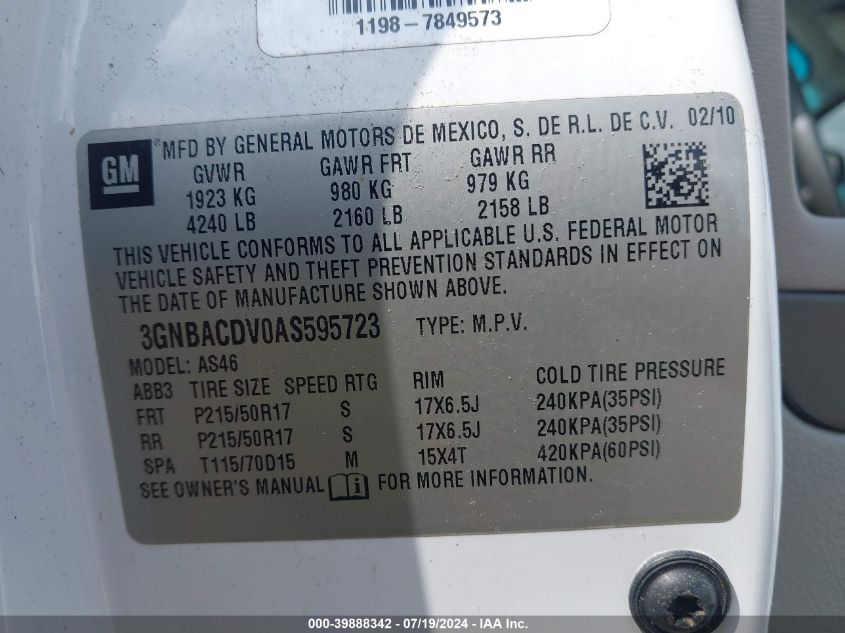 1198-7849573
GM
® MFD BY GENERAL MOTORS DE MEXICO, S. DE R.L. DE C.V. 02/10
GVWR GAWR FRT GAWR RR
1923 KG 980 KG 979 KG
4240 LB 2160 LB 2158 LB
THIS VEHICLE CONFORMS TO ALL APPLICABLE U.S. FEDERAL MOTOR
VEHICLE SAFETY AND THEFT PREVENTION STANDARDS IN EFFECT ON
THE DATE OF MANUFACTURE SHOWN ABOVE.
3GNBACDV0AS595723 TYPE: M.P.V.
MODEL: AS46
ABB3 TIRE SIZE SPEED RTG RIM COLD TIRE PRESSURE
FRT P215/50R17 S 17X6.5J 240KPA(35PSI)
RR P215/50R17 S 17X6.5J 240KPA(35PSI)
SPA T115/70D15 M 15X4T 420KPA(60PSI)
SEE OWNER'S MANUAL i FOR MORE INFORMATION.
000-39888342 - 07/19/2024 - IAA Inc.